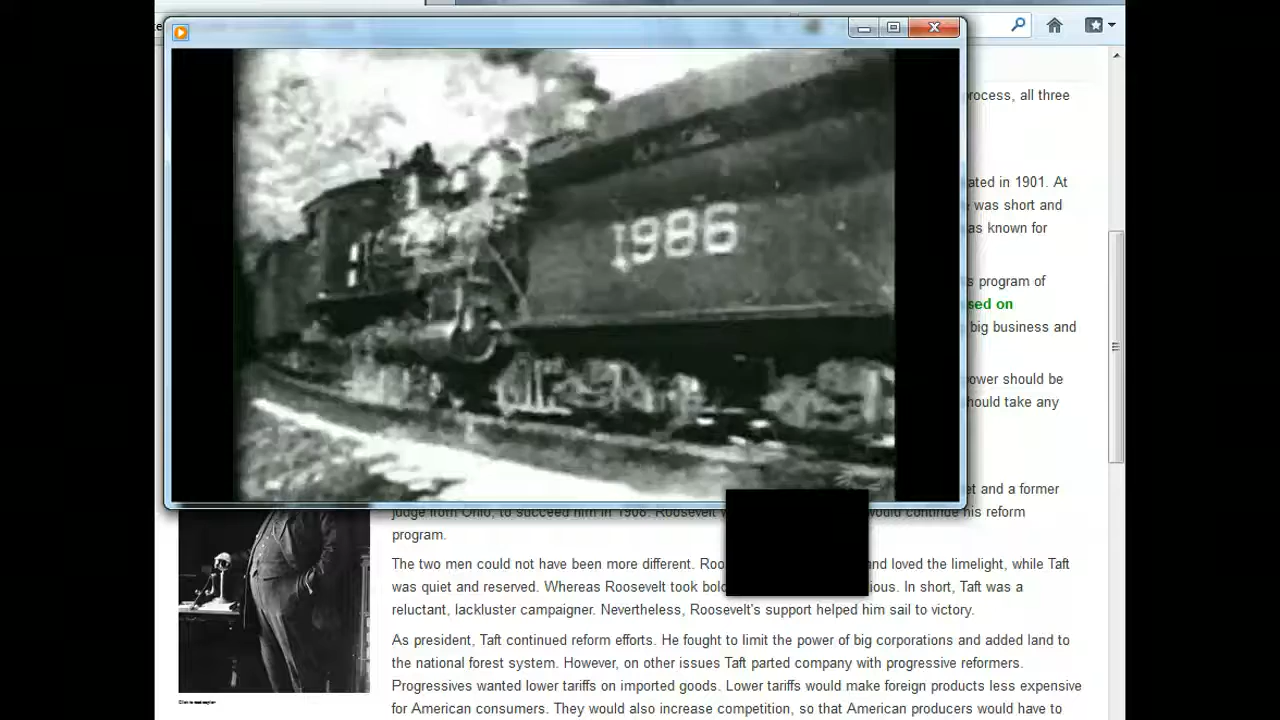 1986
rocess, all three
ated in 1901. At
was short and
as known for
s program of
sed on
big business and
ower should be
hould take any
et and a former
judge from Ohio, to succeed him in 1908. Roosevelt would continue his reform
program.
The two men could not have been more different. Roo and loved the limelight, while Taft
was quiet and reserved. Whereas Roosevelt took bol ious. In short, Taft was a
reluctant, lackluster campaigner. Nevertheless, Roosevelt's support helped him sail to victory.
As president, Taft continued reform efforts. He fought to limit the power of big corporations and added land to
the national forest system. However, on other issues Taft parted company with progressive reformers.
Progressives wanted lower tariffs on imported goods. Lower tariffs would make foreign products less expensive
for American consumers. They would also increase competition, so that American producers would have to